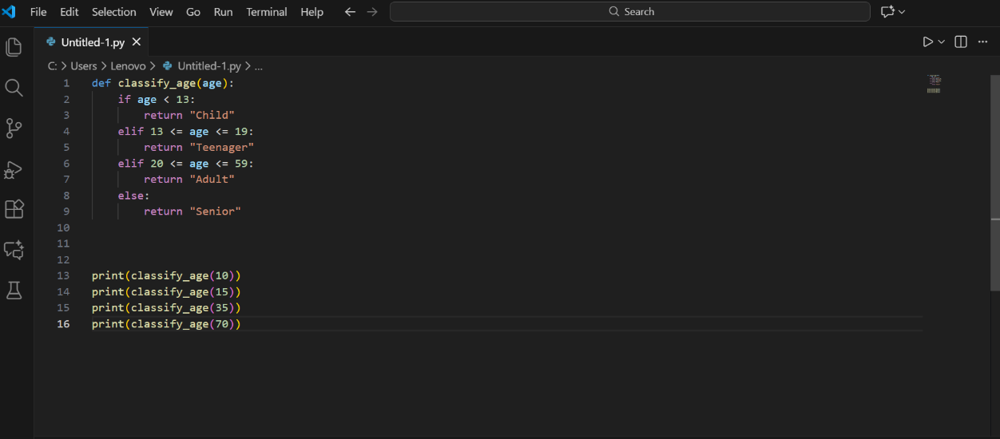 File Edit Selection View Go Run Terminal Help Search
Untitled-1.py
C: > Users > Lenovo > Untitled-1.py > ...
1 def classify_age(age):
2     if age < 13:
3         return "Child"
4     elif 13 <= age <= 19:
5         return "Teenager"
6     elif 20 <= age <= 59:
7         return "Adult"
8     else:
9         return "Senior"
10
11
12
13 print(classify_age(10))
14 print(classify_age(15))
15 print(classify_age(35))
16 print(classify_age(70))